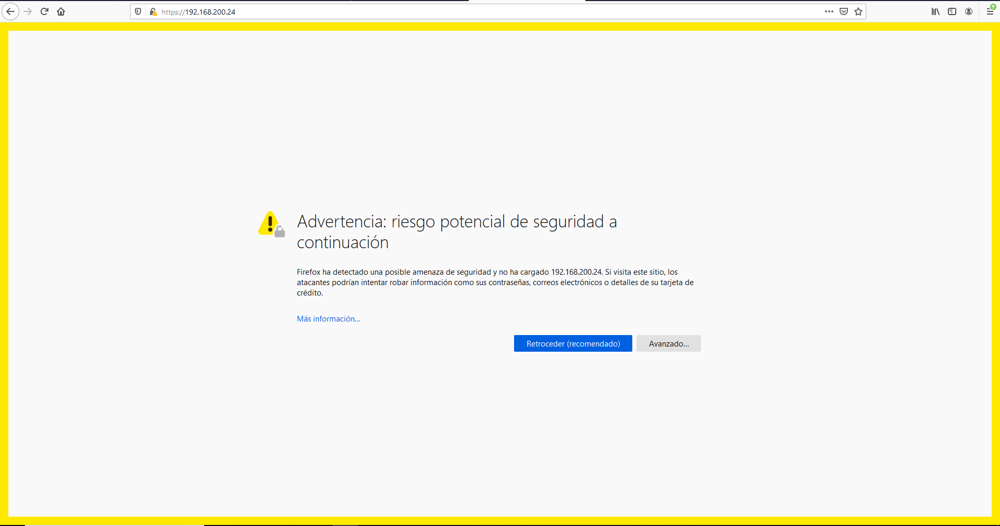 https://192.168.200.24
Advertencia: riesgo potencial de seguridad a
continuación
Firefox ha detectado una posible amenaza de seguridad y no ha cargado 192.168.200.24. Si visita este sitio, los
atacantes podrían intentar robar información como sus contraseñas, correos electrónicos o detalles de su tarjeta de
crédito.
Más información...
Retroceder (recomendado) Avanzado...